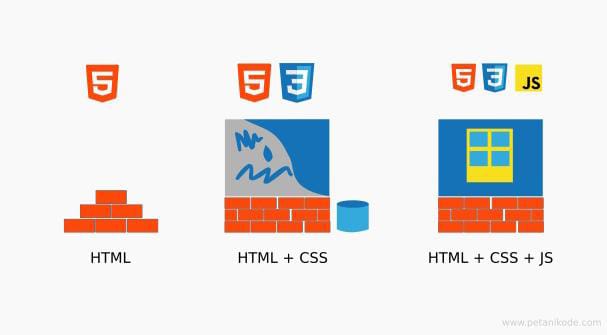 5
5 3
5 3 JS
HTML
HTML + CSS
HTML + CSS + JS
www.petanikode.com